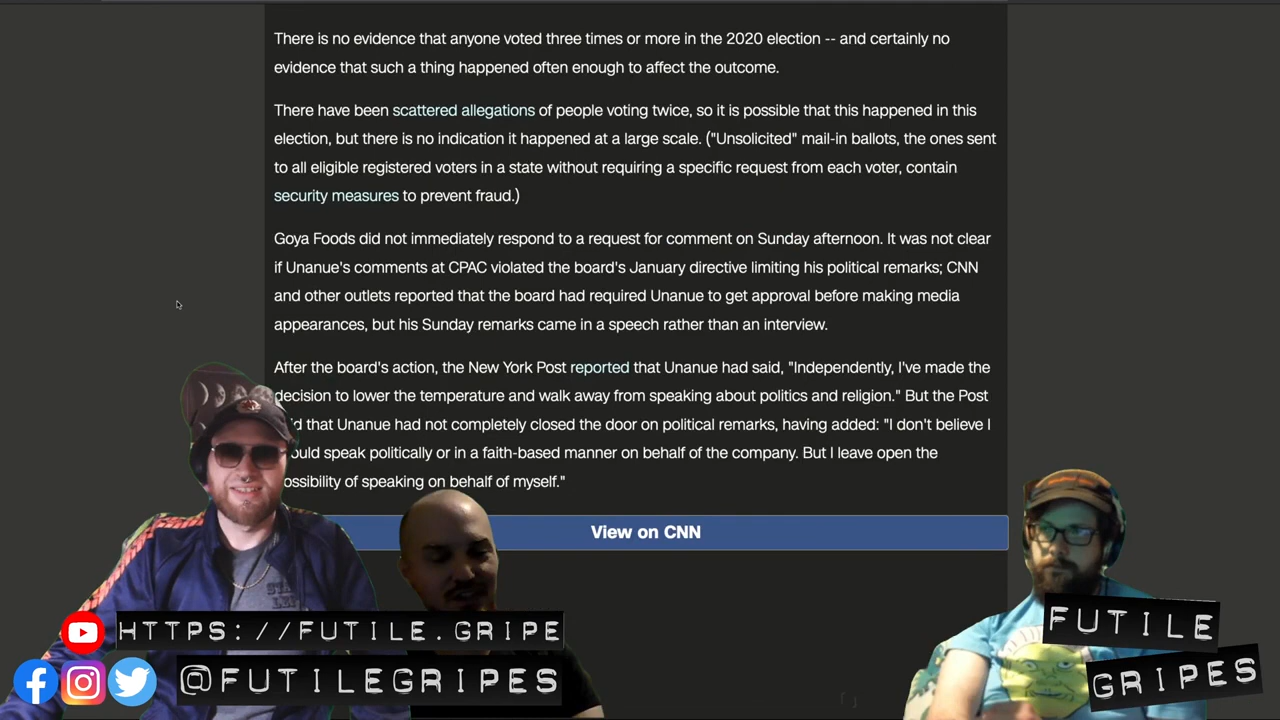 There is no evidence that anyone voted three times or more in the 2020 election -- and certainly no
evidence that such a thing happened often enough to affect the outcome.
There have been scattered allegations of people voting twice, so it is possible that this happened in this
election, but there is no indication it happened at a large scale. ("Unsolicited" mail-in ballots, the ones sent
to all eligible registered voters in a state without requiring a specific request from each voter, contain
security measures to prevent fraud.)
Goya Foods did not immediately respond to a request for comment on Sunday afternoon. It was not clear
if Unanue's comments at CPAC violated the board's January directive limiting his political remarks; CNN
and other outlets reported that the board had required Unanue to get approval before making media
appearances, but his Sunday remarks came in a speech rather than an interview.
After the board's action, the New York Post reported that Unanue had said, "Independently, I've made the
decision to lower the temperature and walk away from speaking about politics and religion." But the Post
that Unanue had not completely closed the door on political remarks, having added: "I don't believe I
speak politically or in a faith-based manner on behalf of the company. But I leave open the
possibility of speaking on behalf of myself."
View on CNN
HTTPS://FUTILE.GRIPE
@FUTILEGRIPES
FUTILE
GRIPES